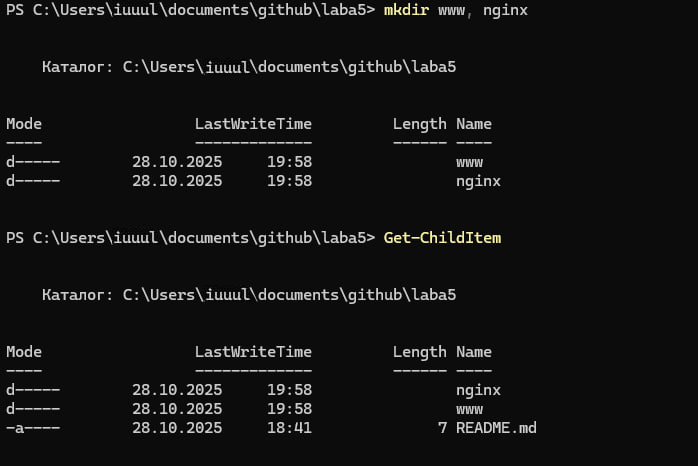 PS C:\Users\iuuul\documents\github\laba5> mkdir www, nginx
Каталог: C:\Users\iuuul\documents\github\laba5
Mode LastWriteTime Length Name
---- ------------- ------ ----
d----- 28.10.2025 19:58 www
d----- 28.10.2025 19:58 nginx
PS C:\Users\iuuul\documents\github\laba5> Get-ChildItem
Каталог: C:\Users\iuuul\documents\github\laba5
Mode LastWriteTime Length Name
---- ------------- ------ ----
d----- 28.10.2025 19:58 nginx
d----- 28.10.2025 19:58 www
-a---- 28.10.2025 18:41 7 README.md